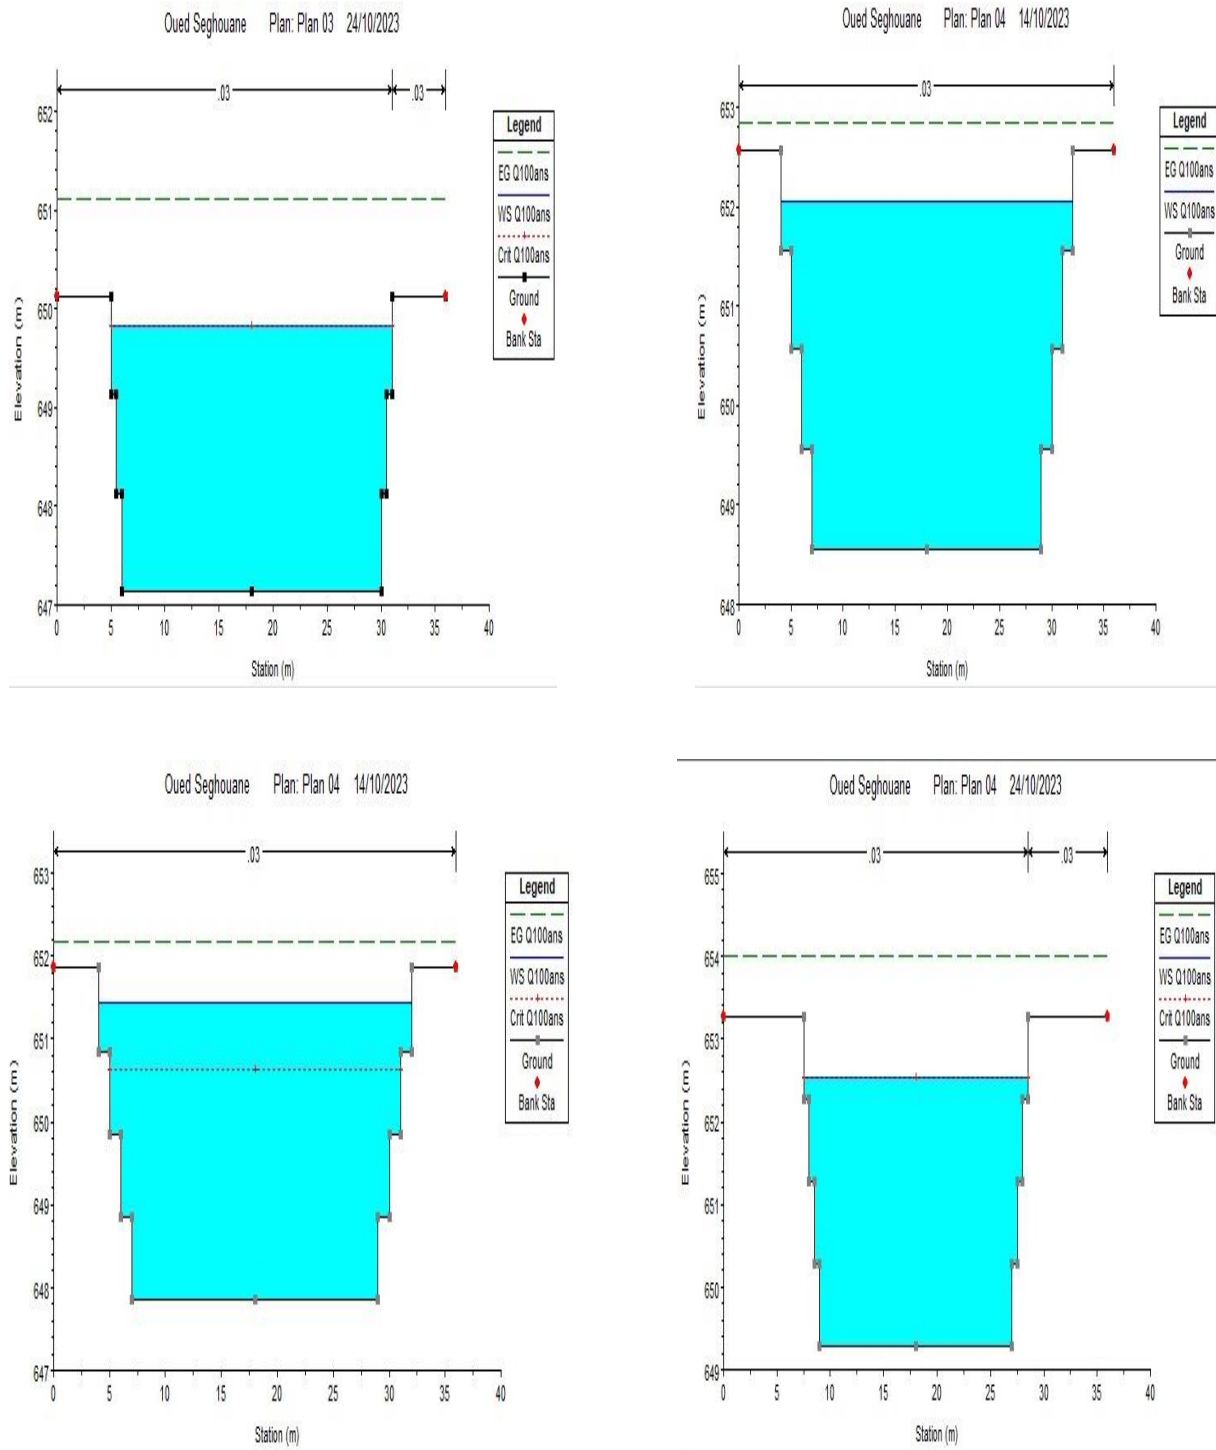 Oued Seghouane Plan: Plan 03 24/10/2023
.03 .03
652
651
650
649
648
647
Elevation (m)
0 5 10 15 20 25 30 35 40
Station (m)
Legend
EG Q100ans
WS Q100ans
Crit Q100ans
Ground
Bank Sta
Oued Seghouane Plan: Plan 04 14/10/2023
.03
653
652
651
650
649
648
Elevation (m)
0 5 10 15 20 25 30 35 40
Station (m)
Legend
EG Q100ans
WS Q100ans
Ground
Bank Sta
Oued Seghouane Plan: Plan 04 14/10/2023
.03
653
652
651
650
649
648
647
Elevation (m)
0 5 10 15 20 25 30 35 40
Station (m)
Legend
EG Q100ans
WS Q100ans
Crit Q100ans
Ground
Bank Sta
Oued Seghouane Plan: Plan 04 24/10/2023
.03 .03
655
654
653
652
651
650
649
Elevation (m)
0 5 10 15 20 25 30 35 40
Station (m)
Legend
EG Q100ans
WS Q100ans
Crit Q100ans
Ground
Bank Sta